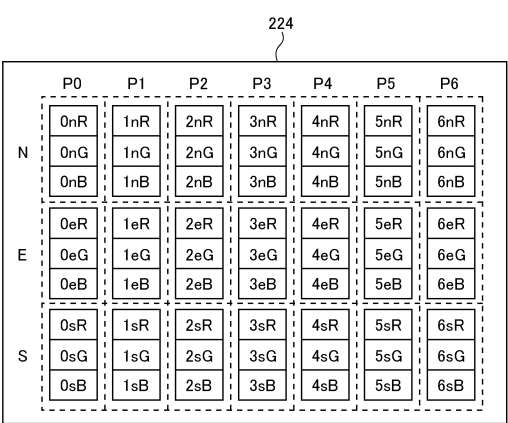 224
P0 P1 P2 P3 P4 P5 P6
0nR 1nR 2nR 3nR 4nR 5nR 6nR
N 0nG 1nG 2nG 3nG 4nG 5nG 6nG
0nB 1nB 2nB 3nB 4nB 5nB 6nB
0eR 1eR 2eR 3eR 4eR 5eR 6eR
E 0eG 1eG 2eG 3eG 4eG 5eG 6eG
0eB 1eB 2eB 3eB 4eB 5eB 6eB
0sR 1sR 2sR 3sR 4sR 5sR 6sR
S 0sG 1sG 2sG 3sG 4sG 5sG 6sG
0sB 1sB 2sB 3sB 4sB 5sB 6sB